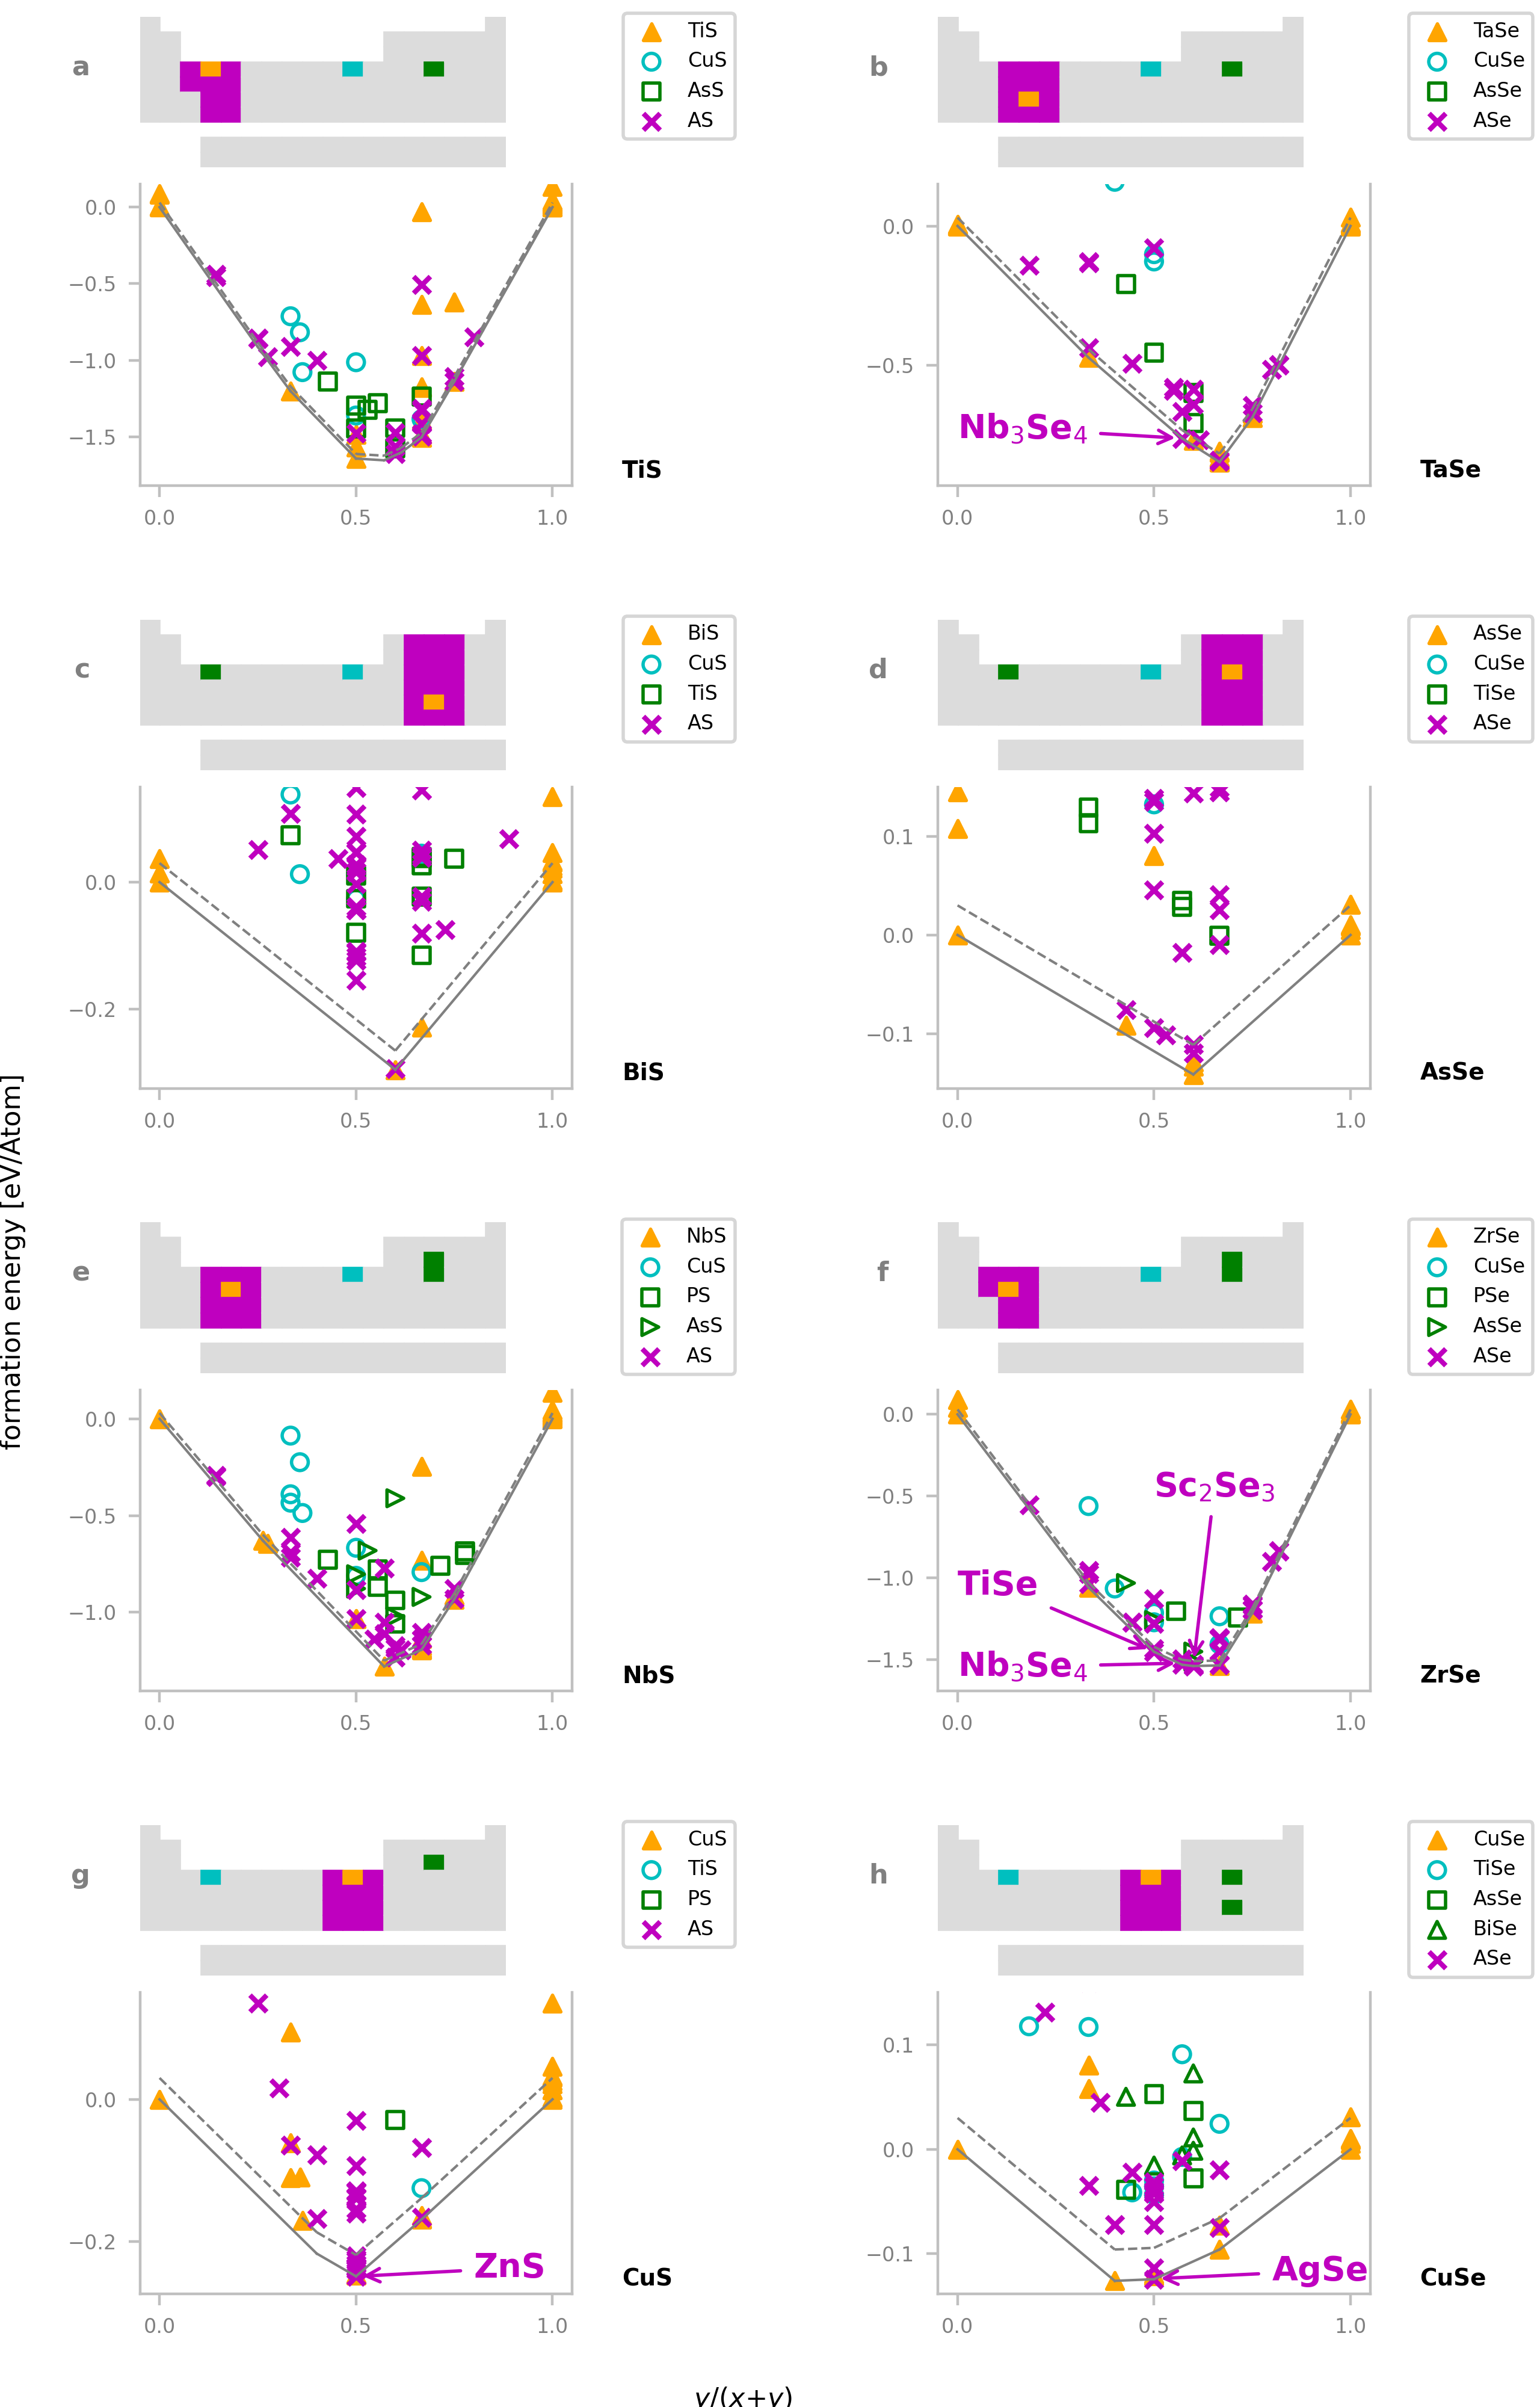 a
TiS
CuS
AsS
AS
0.0
−0.5
−1.0
−1.5
0.0 0.5 1.0
TiS
b
TaSe
CuSe
AsSe
ASe
0.0
−0.5
Nb3Se4
0.0 0.5 1.0
TaSe
c
BiS
CuS
TiS
AS
0.0
−0.2
0.0 0.5 1.0
BiS
d
AsSe
CuSe
TiSe
ASe
0.1
0.0
−0.1
0.0 0.5 1.0
AsSe
formation energy [eV/Atom]
e
NbS
CuS
PS
AsS
AS
0.0
−0.5
−1.0
0.0 0.5 1.0
NbS
f
ZrSe
CuSe
PSe
AsSe
ASe
0.0
−0.5
−1.0
−1.5
Sc2Se3
TiSe
Nb3Se4
0.0 0.5 1.0
ZrSe
g
CuS
TiS
PS
AS
0.0
−0.2
ZnS
0.0 0.5 1.0
CuS
h
CuSe
TiSe
AsSe
BiSe
ASe
0.1
0.0
−0.1
AgSe
0.0 0.5 1.0
CuSe
y/(x+y)